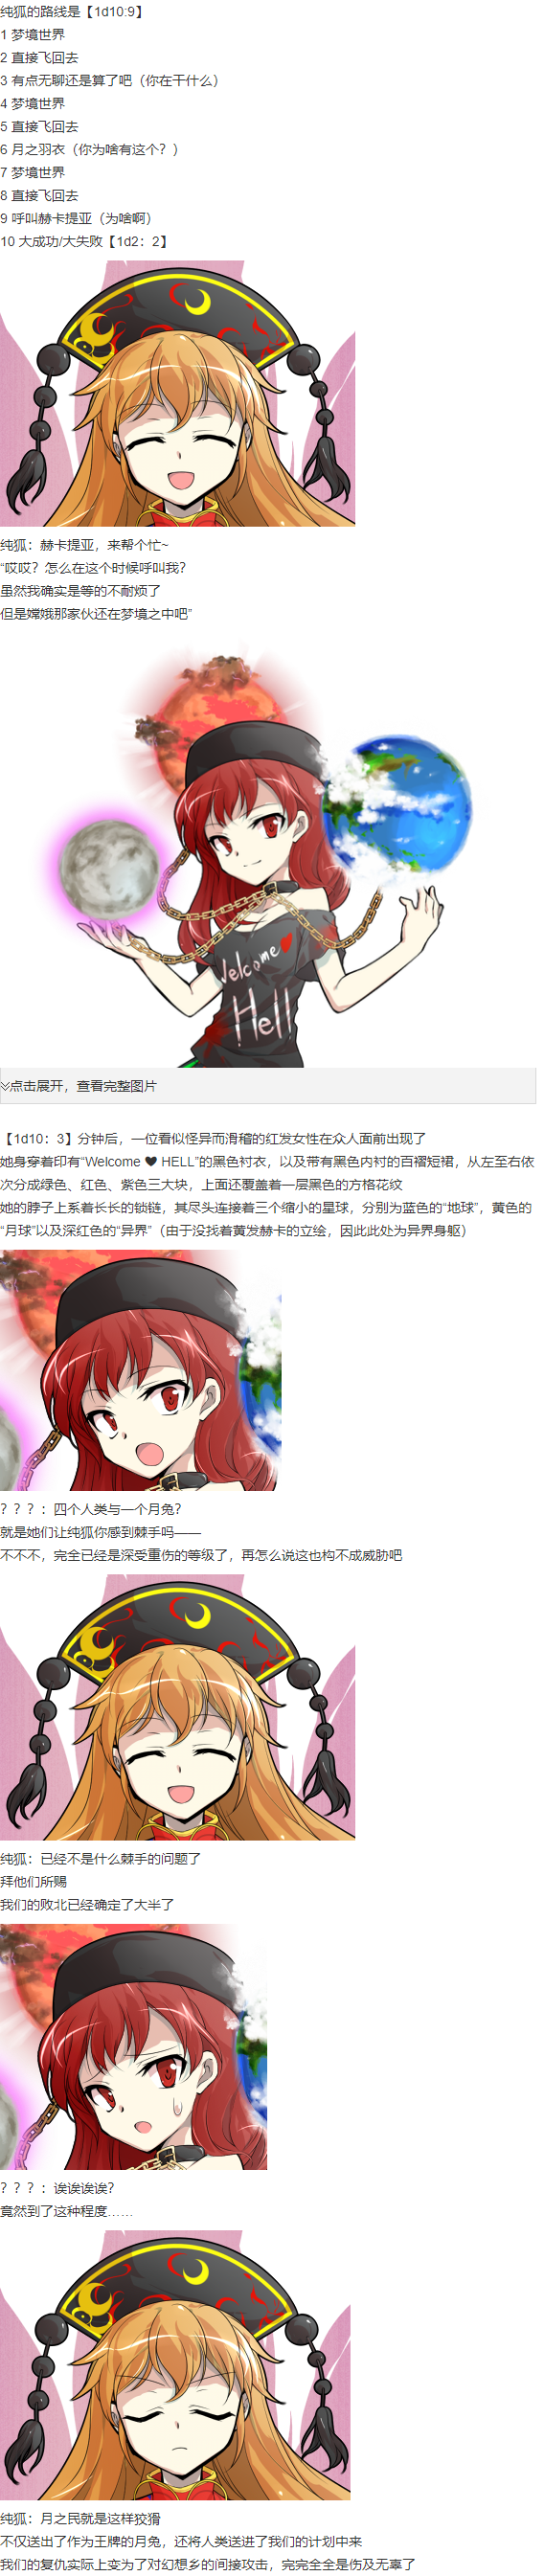 纯狐的路线是【1d10:9】
1 梦境世界
2 直接飞回去
3 有点无聊还是算了吧（你在干什么）
4 梦境世界
5 直接飞回去
6 月之羽衣（你为啥有这个？）
7 梦境世界
8 直接飞回去
9 呼叫赫卡提亚（为啥啊）
10 大成功/大失败【1d2：2】
纯狐：赫卡提亚，来帮个忙~
“哎哎？怎么在这个时候呼叫我？
虽然我确实是等的不耐烦了
但是嫦娥那家伙还在梦境之中吧”
Welcome♥
Hell
点击展开，查看完整图片
【1d10：3】分钟后，一位看似怪异而滑稽的红发女性在众人面前出现了
她身穿着印有“Welcome ♥ HELL”的黑色衬衣，以及带有黑色内衬的百褶短裙，从左至右依
次分成绿色、红色、紫色三大块，上面还覆盖着一层黑色的方格花纹
她的脖子上系着长长的锁链，其尽头连接着三个缩小的星球，分别为蓝色的“地球”，黄色的
“月球”以及深红色的“异界”（由于没找着黄发赫卡的立绘，因此此处为异界身躯）
？？？：四个人类与一个月兔？
就是她们让纯狐你感到棘手吗——
不不不，完全已经是深受重伤的等级了，再怎么说这也构不成威胁吧
纯狐：已经不是什么棘手的问题了
拜他们所赐
我们的败北已经确定了大半了
？？？：诶诶诶诶？
竟然到了这种程度……
纯狐：月之民就是这样狡猾
不仅送出了作为王牌的月兔，还将人类送进了我们的计划中来
我们的复仇实际上变为了对幻想乡的间接攻击，完完全全是伤及无辜了